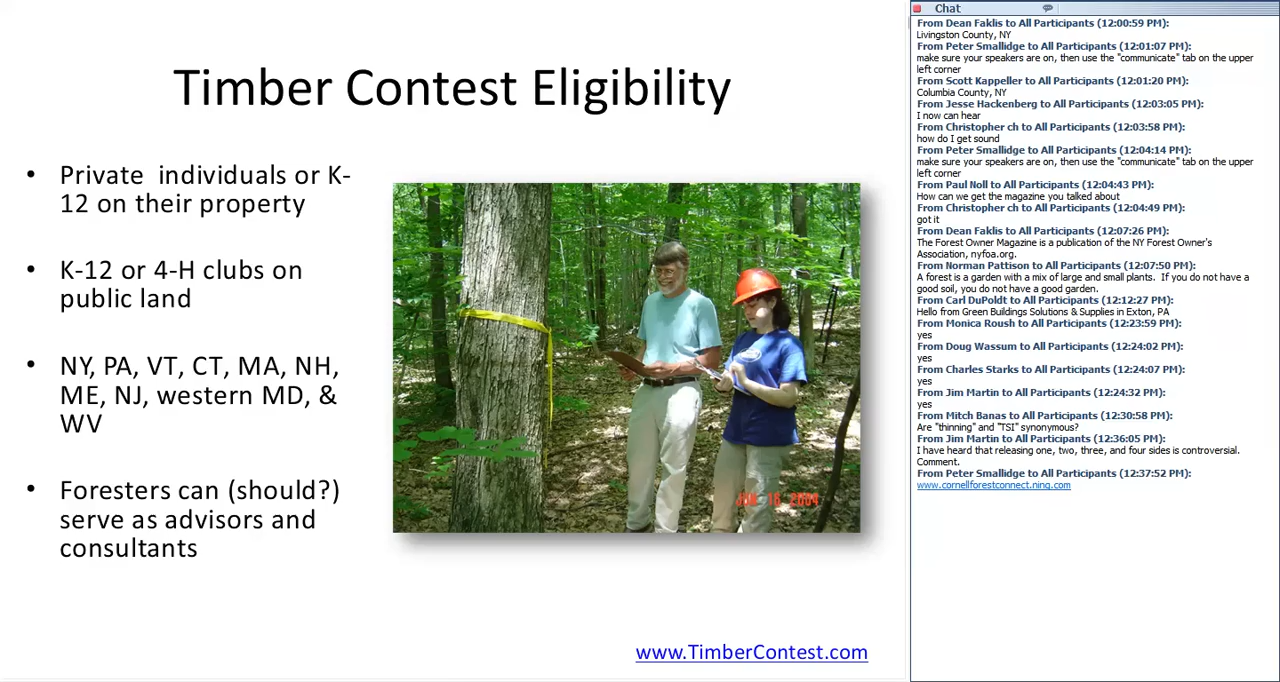 Timber Contest Eligibility
• Private  individuals or K-
12 on their property
• K-12 or 4-H clubs on
public land
• NY, PA, VT, CT, MA, NH,
ME, NJ, western MD, &
WV
• Foresters can (should?)
serve as advisors and
consultants
JUN 16 2004
www.TimberContest.com
Chat
From Dean Faklis to All Participants (12:00:59 PM):
Livingston County, NY
From Peter Smallidge to All Participants (12:01:07 PM):
make sure your speakers are on, then use the "communicate" tab on the upper
left corner
From Scott Kappeller to All Participants (12:01:20 PM):
Columbia County, NY
From Jesse Hackenberg to All Participants (12:03:05 PM):
I now can hear
From Christopher ch to All Participants (12:03:58 PM):
how do I get sound
From Peter Smallidge to All Participants (12:04:14 PM):
make sure your speakers are on, then use the "communicate" tab on the upper
left corner
From Paul Noll to All Participants (12:04:43 PM):
How can we get the magazine you talked about
From Christopher ch to All Participants (12:04:49 PM):
got it
From Dean Faklis to All Participants (12:07:26 PM):
The Forest Owner Magazine is a publication of the NY Forest Owner's
Association, nyfoa.org.
From Norman Pattison to All Participants (12:07:50 PM):
A forest is a garden with a mix of large and small plants.  If you do not have a
good soil, you do not have a good garden.
From Carl DuPoldt to All Participants (12:12:27 PM):
Hello from Green Buildings Solutions & Supplies in Exton, PA
From Monica Roush to All Participants (12:23:59 PM):
yes
From Doug Wassum to All Participants (12:24:02 PM):
yes
From Charles Starks to All Participants (12:24:07 PM):
yes
From Jim Martin to All Participants (12:24:32 PM):
yes
From Mitch Banas to All Participants (12:30:58 PM):
Are "thinning" and "TSI" synonymous?
From Jim Martin to All Participants (12:36:05 PM):
I have heard that releasing one, two, three, and four sides is controversial.
Comment.
From Peter Smallidge to All Participants (12:37:52 PM):
www.cornellforestconnect.ning.com